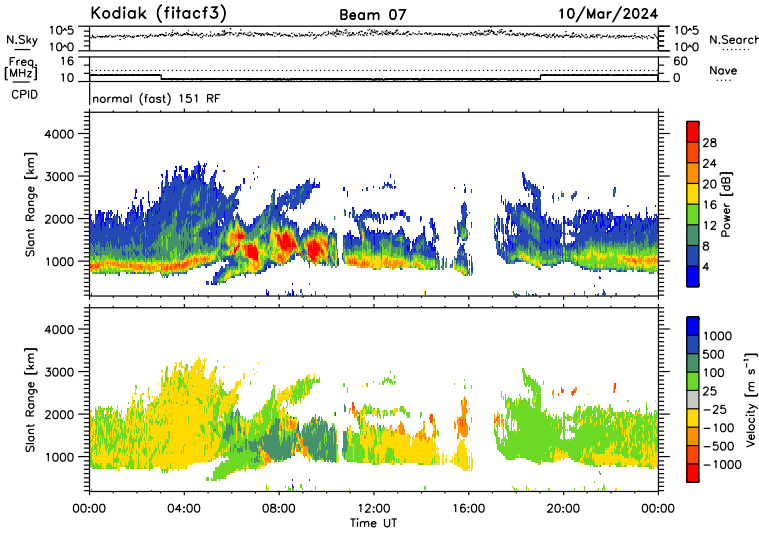 Kodiak (fitacf3) Beam 07 10/Mar/2024
N.Sky 10^5 10^5 N.Search
10^0 10^0
Freq. 16 60
[MHz] 10 0 Nave
CPID normal (fast) 151 RF
4000
3000
2000
1000
Slant Range [km]
28
24
20
16
12
8
4
Power [dB]
4000
3000
2000
1000
Slant Range [km]
1000
500
100
25
-25
-100
-500
-1000
Velocity [m s^-1]
00:00 04:00 08:00 12:00 16:00 20:00 00:00
Time UT